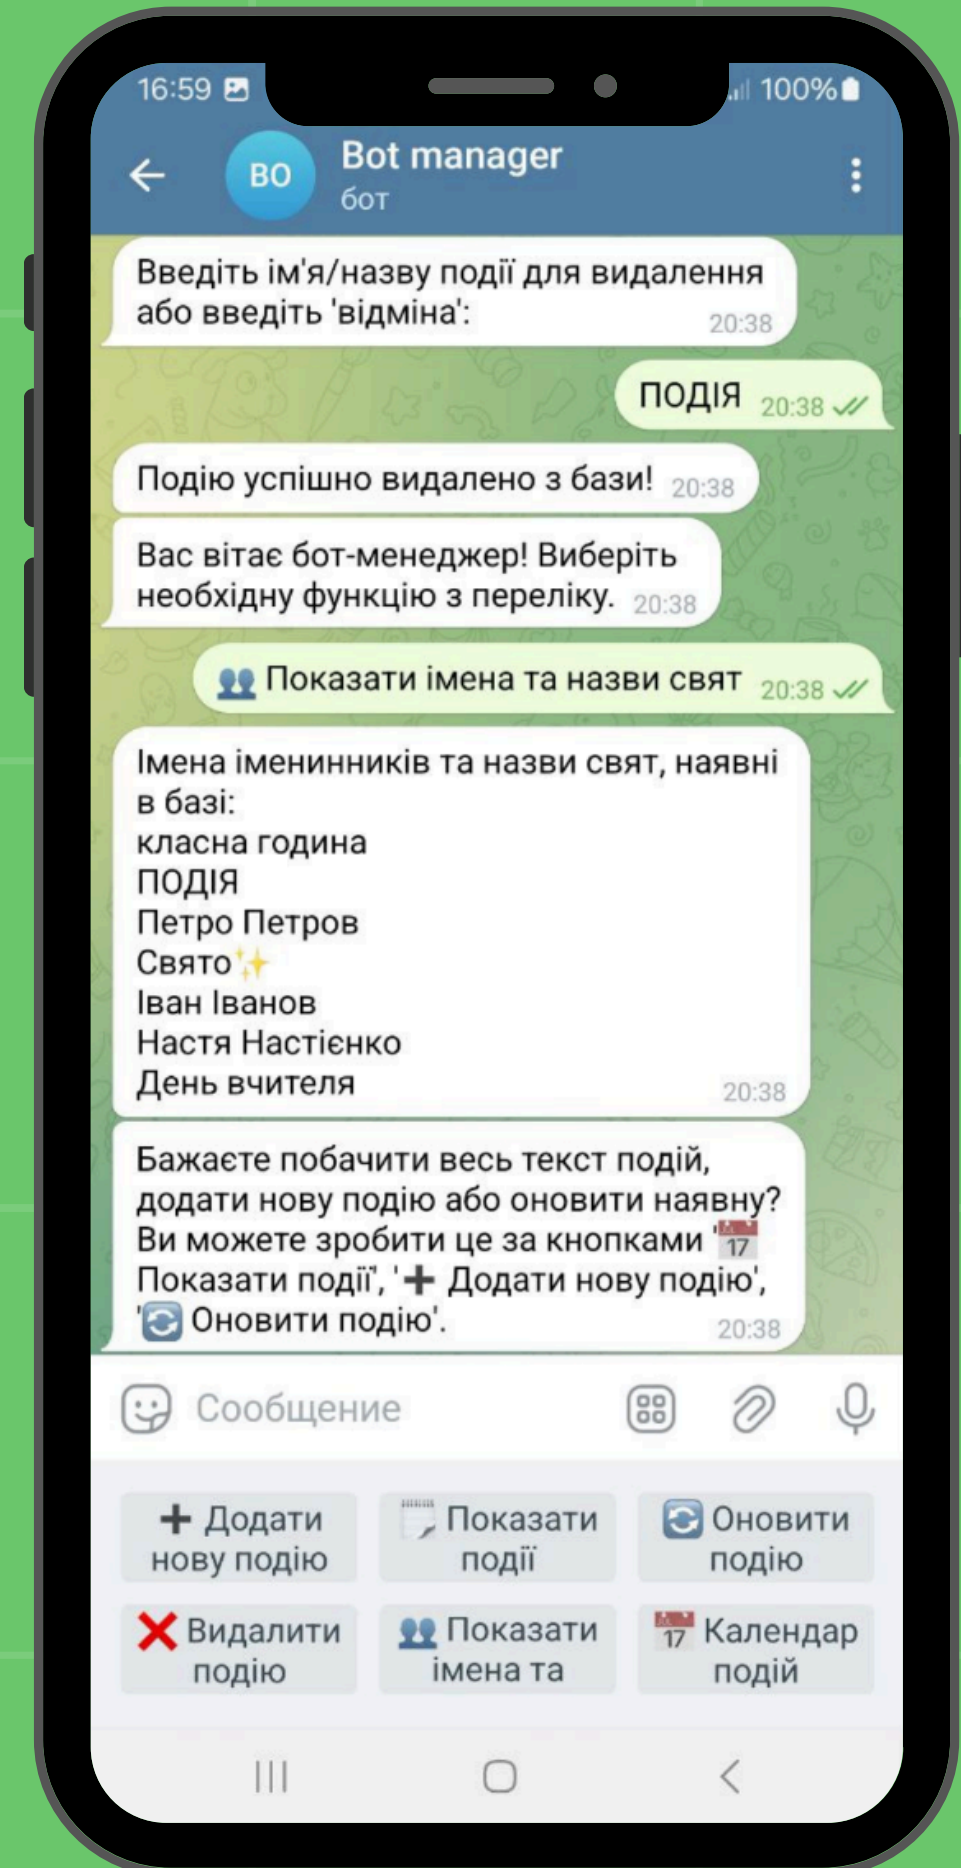 16:59
100%
BO
Bot manager
бот
Введіть ім'я/назву події для видалення
або введіть 'відміна':
20:38
ПОДІЯ 20:38
Подію успішно видалено з бази! 20:38
Вас вітає бот-менеджер! Виберіть
необхідну функцію з переліку. 20:38
👥 Показати імена та назви свят 20:38
Імена іменинників та назви свят, наявні
в базі:
класна година
ПОДІЯ
Петро Петров
Свято✨
Іван Іванов
Настя Настієнко
День вчителя
20:38
Бажаєте побачити весь текст подій,
додати нову подію або оновити наявну?
Ви можете зробити це за кнопками '📅
Показати події', '➕ Додати нову подію',
'🔄 Оновити подію'.
20:38
Сообщение
➕ Додати
нову подію
🗒️ Показати
події
🔄 Оновити
подію
❌ Видалити
подію
👥 Показати
імена та
📅 Календар
подій